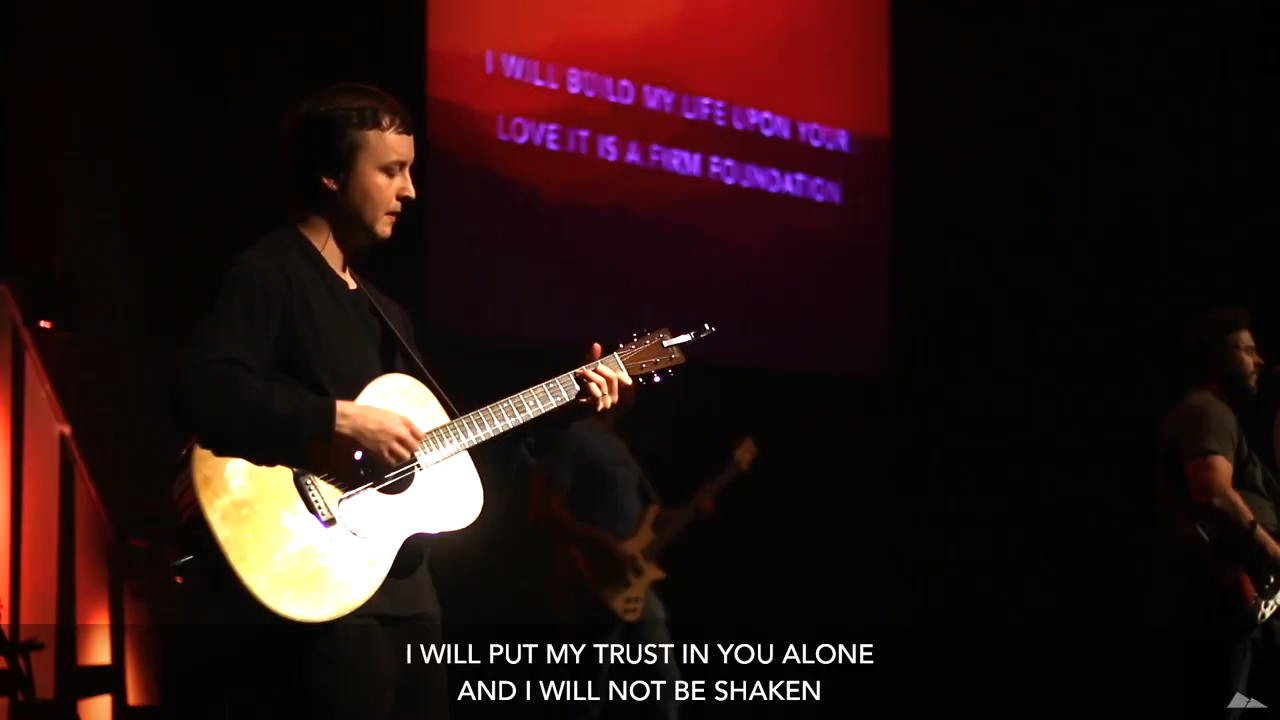 I WILL BUILD MY LIFE UPON YOUR
LOVE IT IS A FIRM FOUNDATION
I WILL PUT MY TRUST IN YOU ALONE
AND I WILL NOT BE SHAKEN